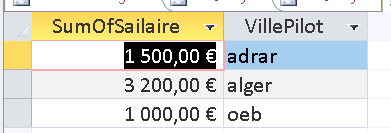 SumOfSailaire VillePilot
1 500,00 € adrar
3 200,00 € alger
1 000,00 € oeb